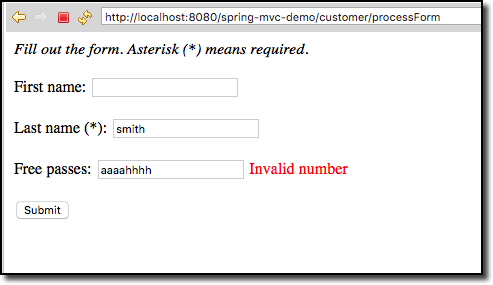 http://localhost:8080/spring-mvc-demo/customer/processForm
Fill out the form. Asterisk (*) means required.
First name:
Last name (*): smith
Free passes: aaaahhhh Invalid number
Submit